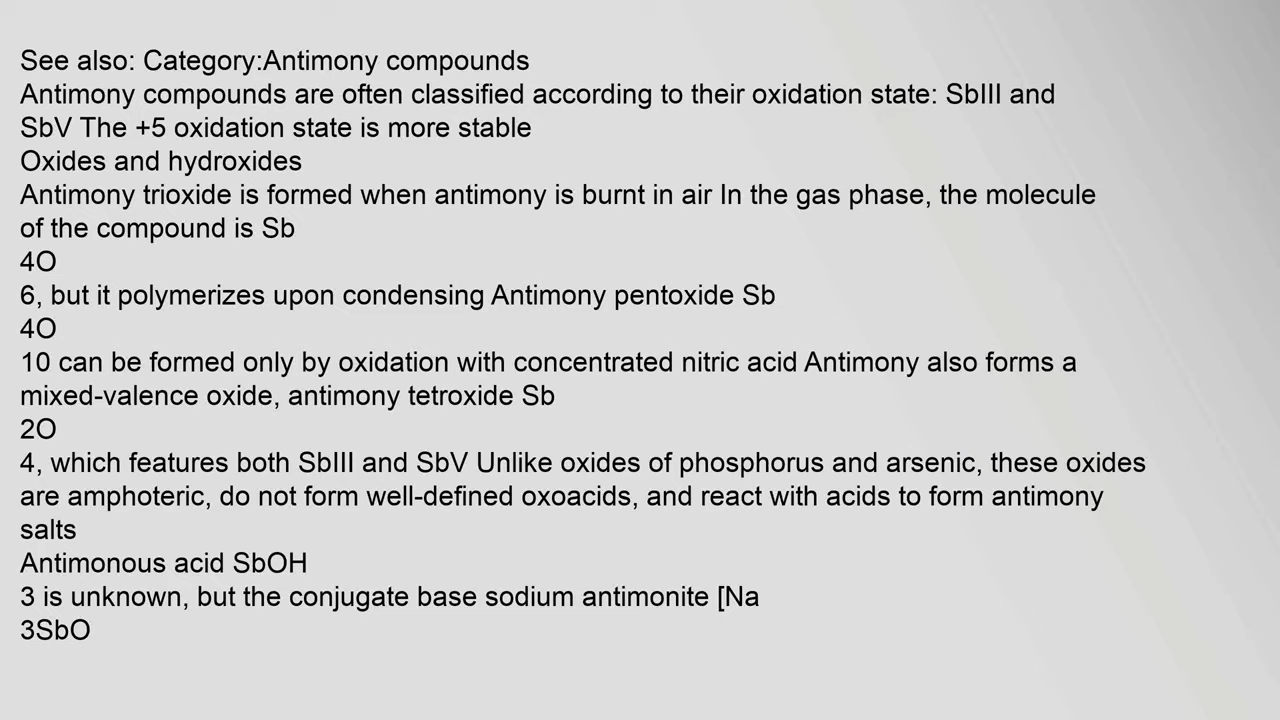 See also: Category:Antimony compounds
Antimony compounds are often classified according to their oxidation state: SbIII and
SbV The +5 oxidation state is more stable
Oxides and hydroxides
Antimony trioxide is formed when antimony is burnt in air In the gas phase, the molecule
of the compound is Sb
4O
6, but it polymerizes upon condensing Antimony pentoxide Sb
4O
10 can be formed only by oxidation with concentrated nitric acid Antimony also forms a
mixed-valence oxide, antimony tetroxide Sb
2O
4, which features both SbIII and SbV Unlike oxides of phosphorus and arsenic, these oxides
are amphoteric, do not form well-defined oxoacids, and react with acids to form antimony
salts
Antimonous acid SbOH
3 is unknown, but the conjugate base sodium antimonite [Na
3SbO